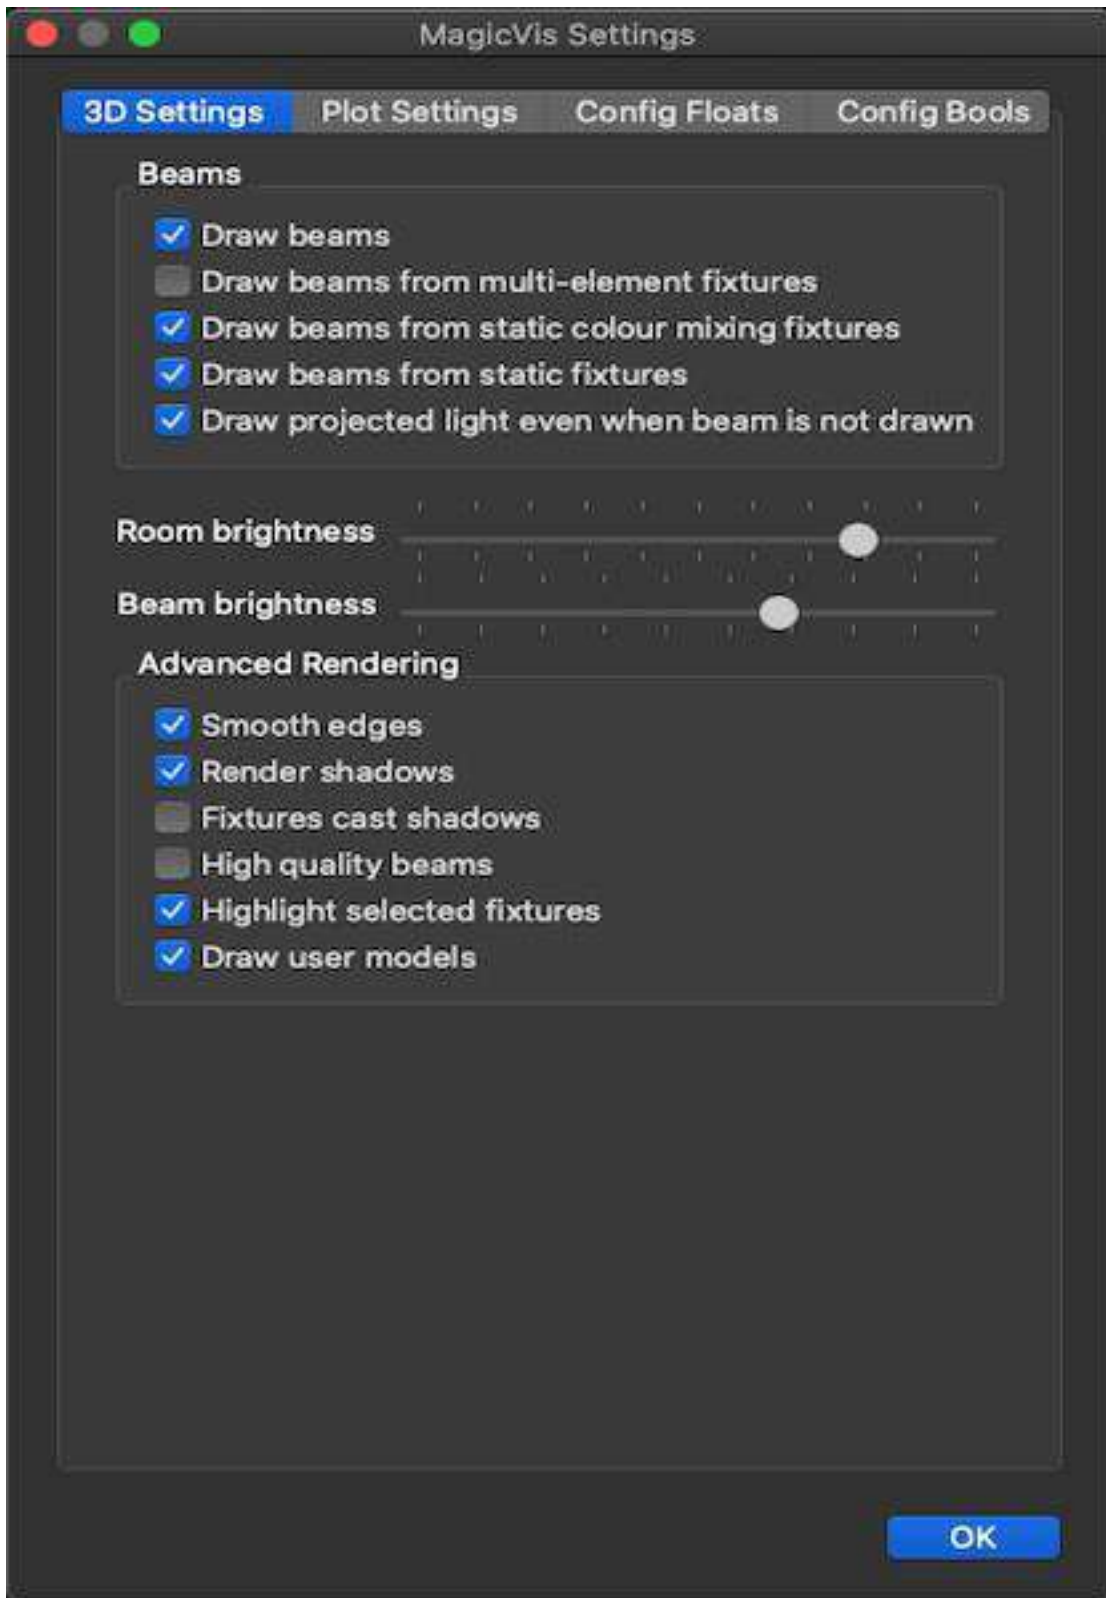 MagicVis Settings
3D Settings Plot Settings Config Floats Config Bools
Beams
Draw beams
Draw beams from multi-element fixtures
Draw beams from static colour mixing fixtures
Draw beams from static fixtures
Draw projected light even when beam is not drawn
Room brightness
Beam brightness
Advanced Rendering
Smooth edges
Render shadows
Fixtures cast shadows
High quality beams
Highlight selected fixtures
Draw user models
OK